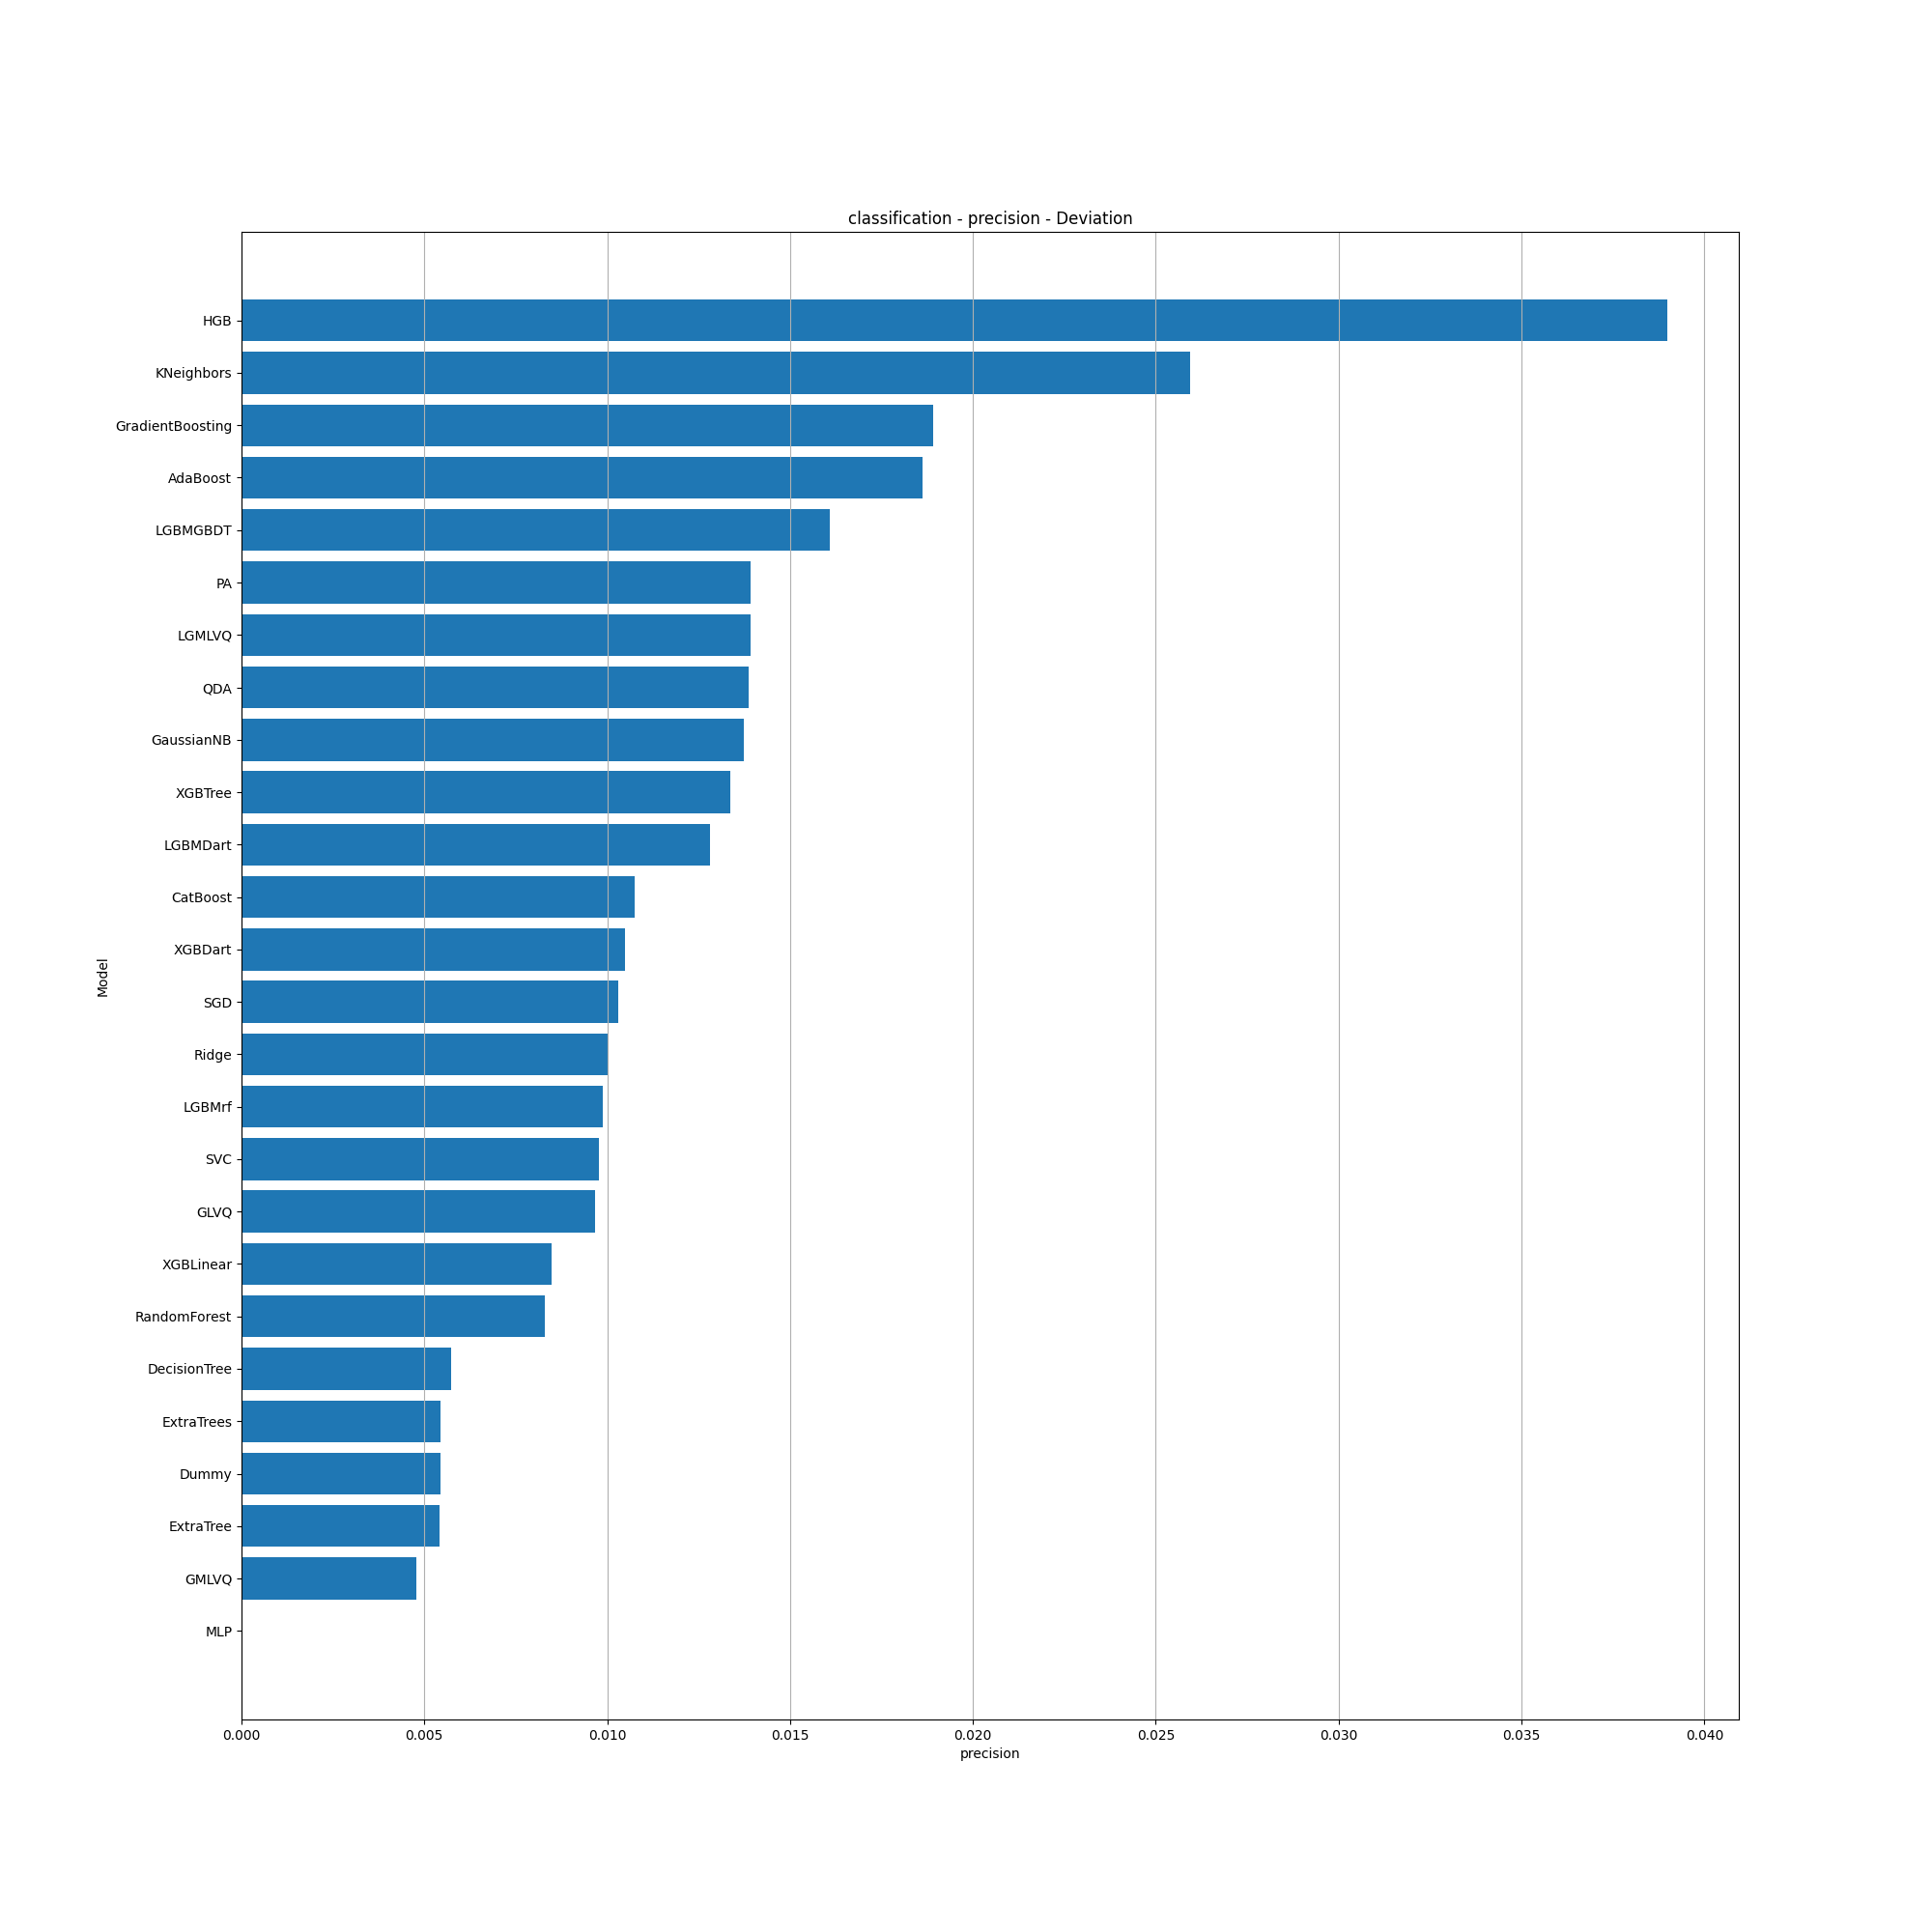 classification - precision - Deviation
HGB
KNeighbors
GradientBoosting
AdaBoost
LGBMGBDT
PA
LGMLVQ
QDA
GaussianNB
XGBTree
LGBMDart
CatBoost
XGBDart
SGD
Ridge
LGBMrf
SVC
GLVQ
XGBLinear
RandomForest
DecisionTree
ExtraTrees
Dummy
ExtraTree
GMLVQ
MLP
Model
0.000 0.005 0.010 0.015 0.020 0.025 0.030 0.035 0.040
precision